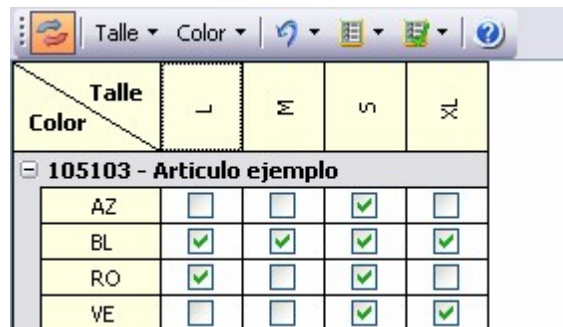 Talle Color
Talle
Color
L M S XL
105103 - Articulo ejemplo
AZ
BL
RO
VE